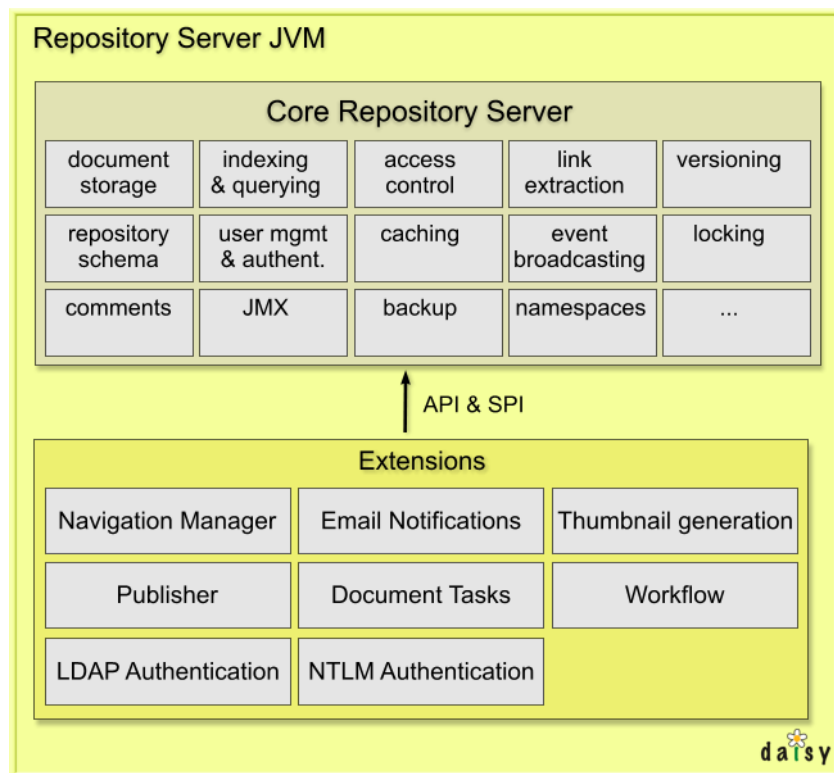 Repository Server JVM
Core Repository Server
document
storage
indexing
& querying
access
control
link
extraction
versioning
repository
schema
user mgmt
& authent.
caching
event
broadcasting
locking
comments
JMX
backup
namespaces
...
API & SPI
Extensions
Navigation Manager
Email Notifications
Thumbnail generation
Publisher
Document Tasks
Workflow
LDAP Authentication
NTLM Authentication
daisy